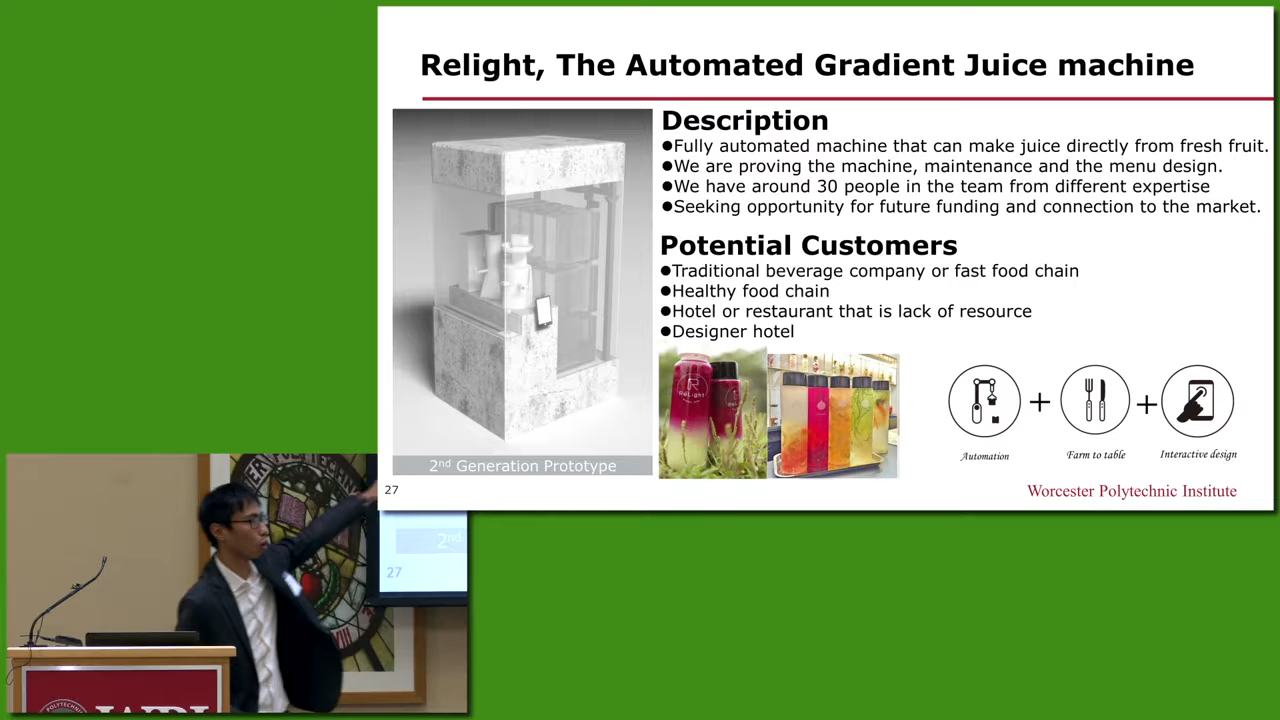 Relight, The Automated Gradient Juice machine
Description
●Fully automated machine that can make juice directly from fresh fruit.
●We are proving the machine, maintenance and the menu design.
●We have around 30 people in the team from different expertise
●Seeking opportunity for future funding and connection to the market.
Potential Customers
●Traditional beverage company or fast food chain
●Healthy food chain
●Hotel or restaurant that is lack of resource
●Designer hotel
2nd Generation Prototype
ReLight
Automation
Farm to table
Interactive design
27
Worcester Polytechnic Institute
2nd
27